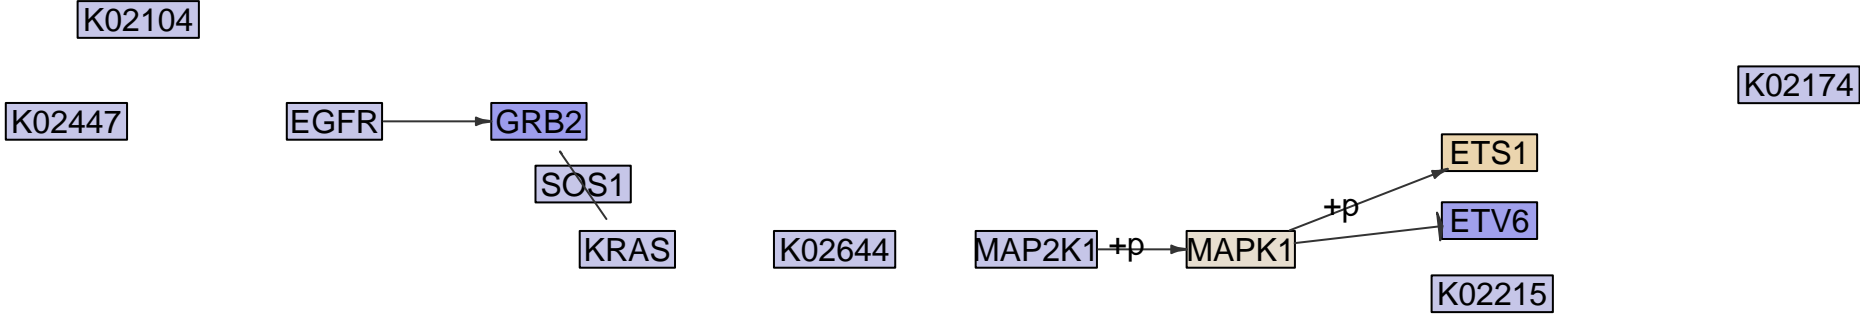 K02104
K02174
K02447
EGFR
GRB2
ETS1
SOS1
+p
ETV6
KRAS
K02644
MAP2K1
+p
MAPK1
K02215